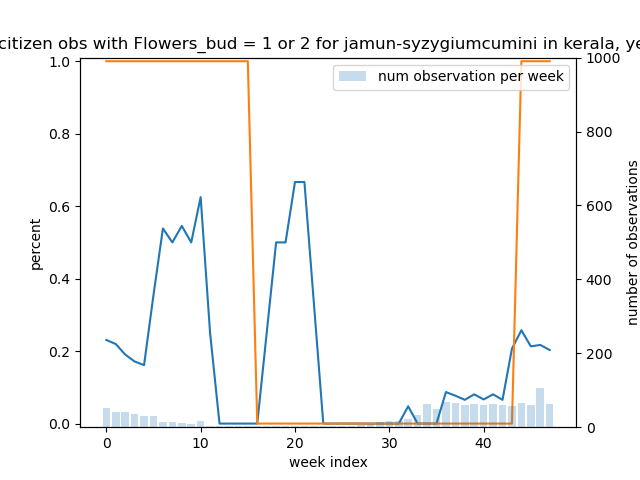 citizen obs with Flowers_bud = 1 or 2 for jamun-syzygiumcumini in kerala, ye
num observation per week
1.0
0.8
0.6
0.4
0.2
0.0
percent
1000
800
600
400
200
0
number of observations
0 10 20 30 40
week index